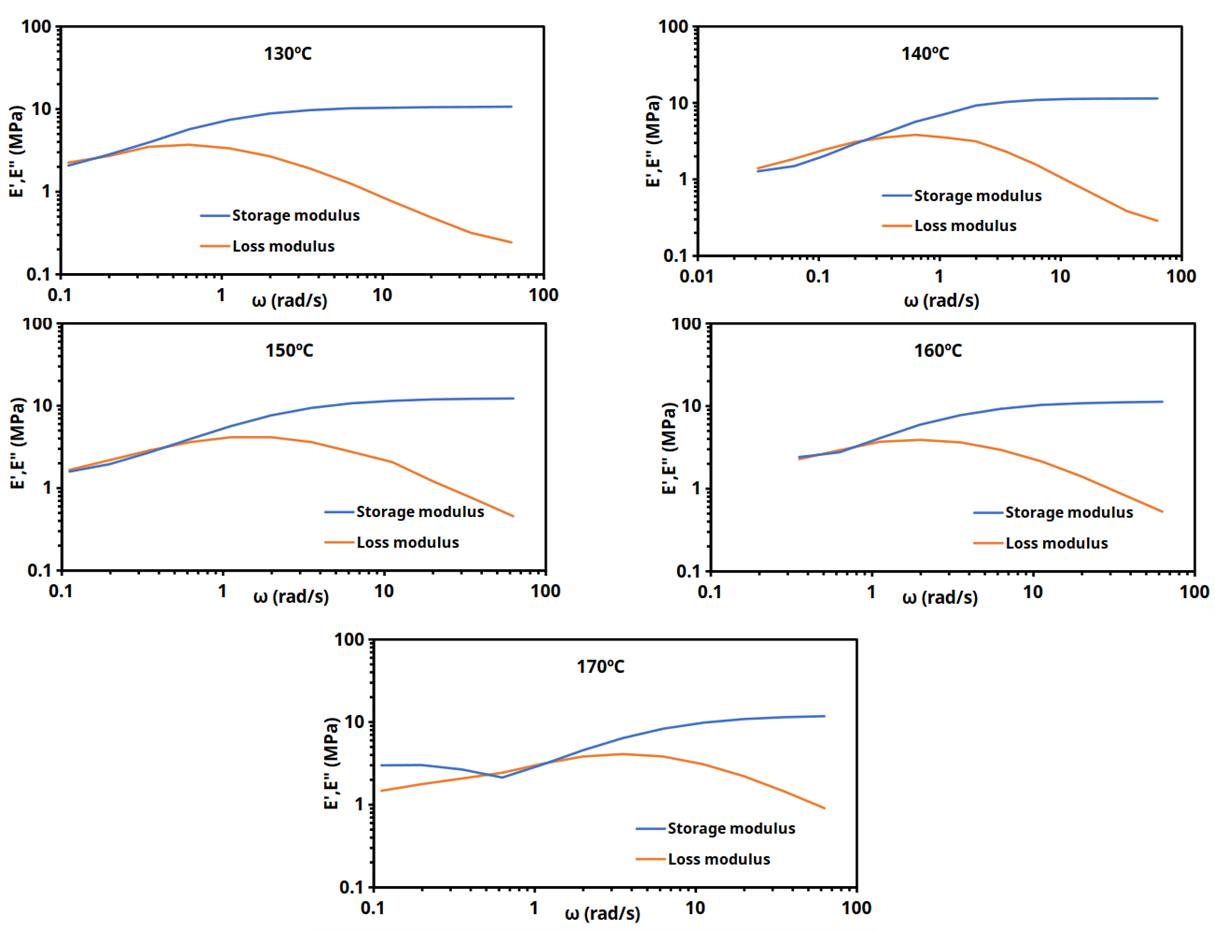 130ºC
100
10
1
0.1
E',E" (MPa)
Storage modulus
Loss modulus
0.1 1 10 100
ω (rad/s)
140ºC
100
10
1
0.1
E',E" (MPa)
Storage modulus
Loss modulus
0.01 0.1 1 10 100
ω (rad/s)
150ºC
100
10
1
0.1
E',E" (MPa)
Storage modulus
Loss modulus
0.1 1 10 100
ω (rad/s)
160ºC
100
10
1
0.1
E',E" (MPa)
Storage modulus
Loss modulus
0.1 1 10 100
ω (rad/s)
170ºC
100
10
1
0.1
E',E" (MPa)
Storage modulus
Loss modulus
0.1 1 10 100
ω (rad/s)